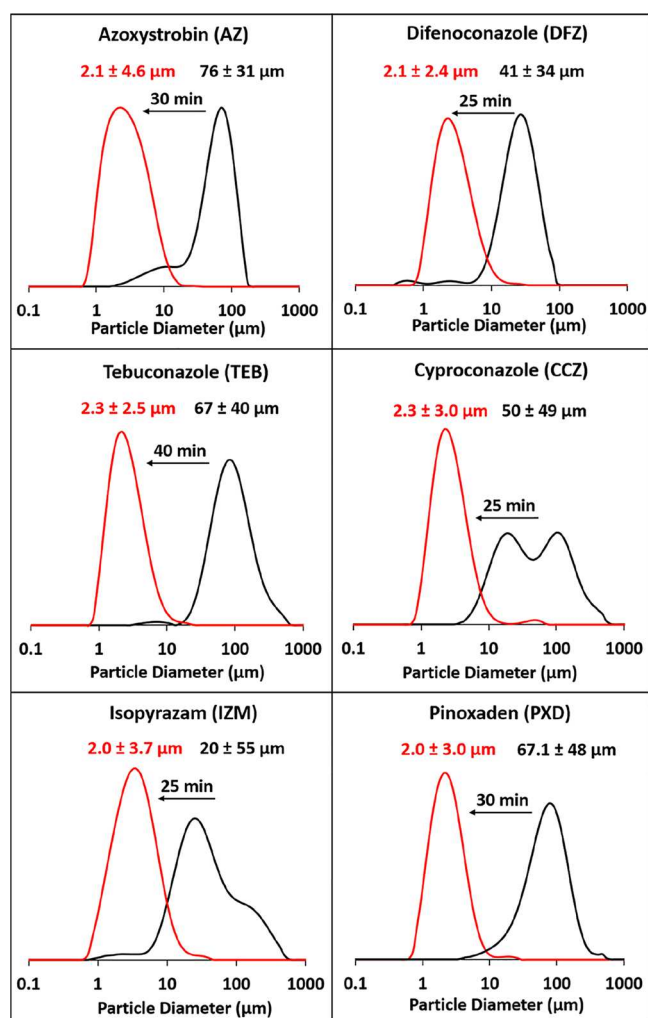 Azoxystrobin (AZ)
2.1 ± 4.6 µm 76 ± 31 µm
30 min
0.1 1 10 100 1000
Particle Diameter (µm)
Difenoconazole (DFZ)
2.1 ± 2.4 µm 41 ± 34 µm
25 min
0.1 1 10 100 1000
Particle Diameter (µm)
Tebuconazole (TEB)
2.3 ± 2.5 µm 67 ± 40 µm
40 min
0.1 1 10 100 1000
Particle Diameter (µm)
Cyproconazole (CCZ)
2.3 ± 3.0 µm 50 ± 49 µm
25 min
0.1 1 10 100 1000
Particle Diameter (µm)
Isopyrazam (IZM)
2.0 ± 3.7 µm 20 ± 55 µm
25 min
0.1 1 10 100 1000
Particle Diameter (µm)
Pinoxaden (PXD)
2.0 ± 3.0 µm 67.1 ± 48 µm
30 min
0.1 1 10 100 1000
Particle Diameter (µm)